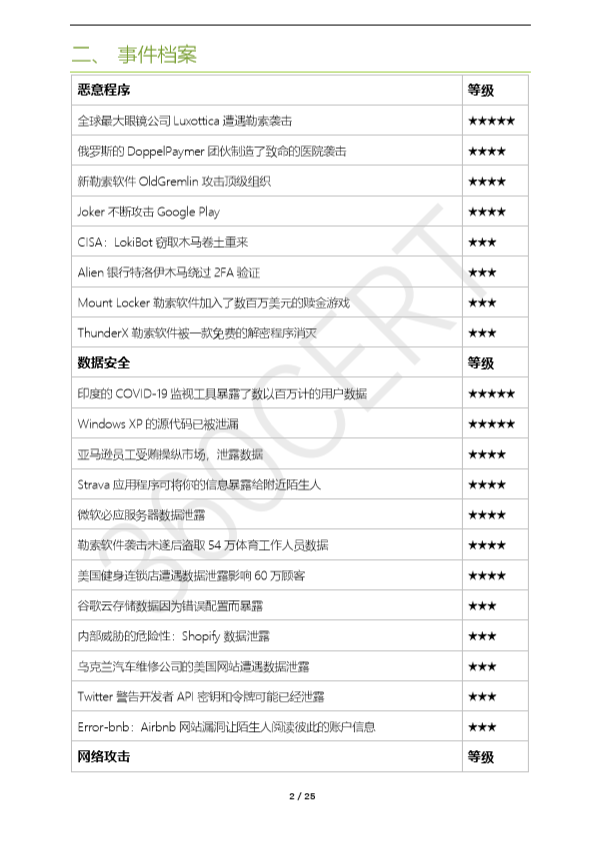 二、 事件档案
恶意程序 等级
全球最大眼镜公司 Luxottica 遭遇勒索袭击 ★★★★★
俄罗斯的 DoppelPaymer 团伙制造了致命的医院袭击 ★★★★
新勒索软件 OldGremlin 攻击顶级组织 ★★★★
Joker 不断攻击 Google Play ★★★★
CISA：LokiBot 窃取木马卷土重来 ★★★
Alien 银行特洛伊木马绕过 2FA 验证 ★★★
Mount Locker 勒索软件加入了数百万美元的赎金游戏 ★★★
ThunderX 勒索软件被一款免费的解密程序消灭 ★★★
数据安全 等级
印度的 COVID-19 监视工具暴露了数以百万计的用户数据 ★★★★★
Windows XP 的源代码已被泄漏 ★★★★★
亚马逊员工受贿操纵市场，泄露数据 ★★★★
Strava 应用程序可将你的信息暴露给附近陌生人 ★★★★
微软必应服务器数据泄露 ★★★★
勒索软件袭击未遂后盗取 54 万体育工作人员数据 ★★★★
美国健身连锁店遭遇数据泄露影响 60 万顾客 ★★★★
谷歌云存储数据因为错误配置而暴露 ★★★
内部威胁的危险性：Shopify 数据泄露 ★★★
乌克兰汽车维修公司的美国网站遭遇数据泄露 ★★★
Twitter 警告开发者 API 密钥和令牌可能已经泄露 ★★★
Error-bnb：Airbnb 网站漏洞让陌生人阅读彼此的账户信息 ★★★
网络攻击 等级
360CERT
2 / 25